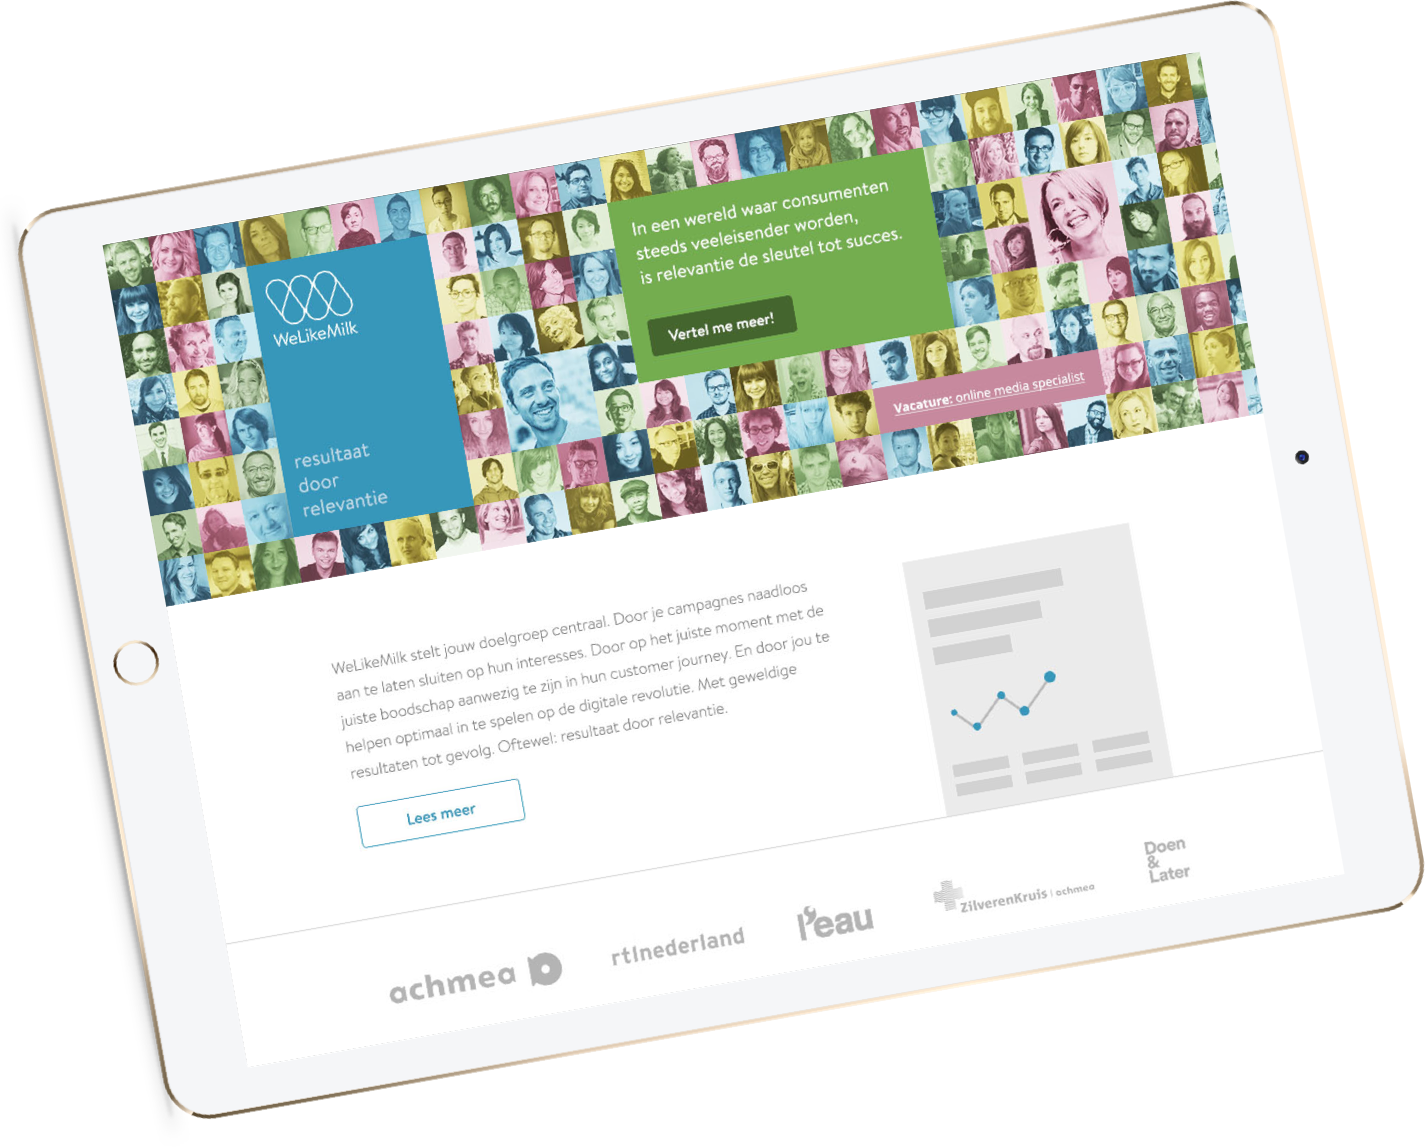 WeLikeMilk
resultaat
door
relevantie
In een wereld waar consumenten
steeds veeleisender worden,
is relevantie de sleutel tot succes.
Vertel me meer!
Vacature: online media specialist
WeLikeMilk stelt jouw doelgroep centraal. Door je campagnes naadloos
aan te laten sluiten op hun interesses. Door op het juiste moment met de
juiste boodschap aanwezig te zijn in hun customer journey. En door jou te
helpen optimaal in te spelen op de digitale revolutie. Met geweldige
resultaten tot gevolg. Oftewel: resultaat door relevantie.
Lees meer
achmea
rtlnederland
l'eau
ZilverenKruis | achmea
Doen
&
Later